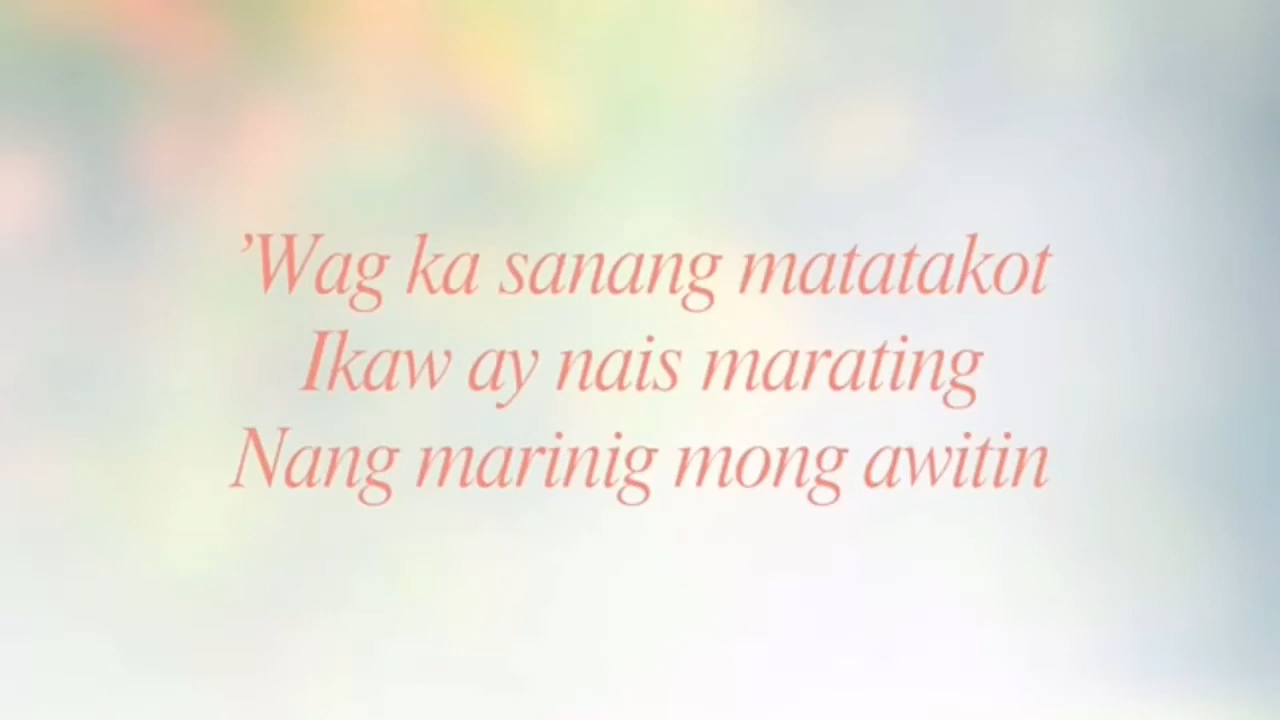 ’Wag ka sanang matatakot
Ikaw ay nais marating
Nang marinig mong awitin